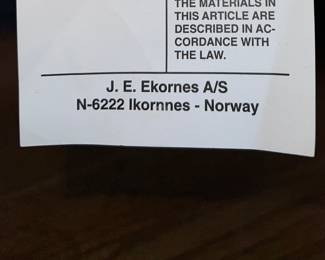 THE MATERIALS IN
THIS ARTICLE ARE
DESCRIBED IN AC-
CORDANCE WITH
THE LAW.
J. E. Ekornes A/S
N-6222 Ikornnes - Norway